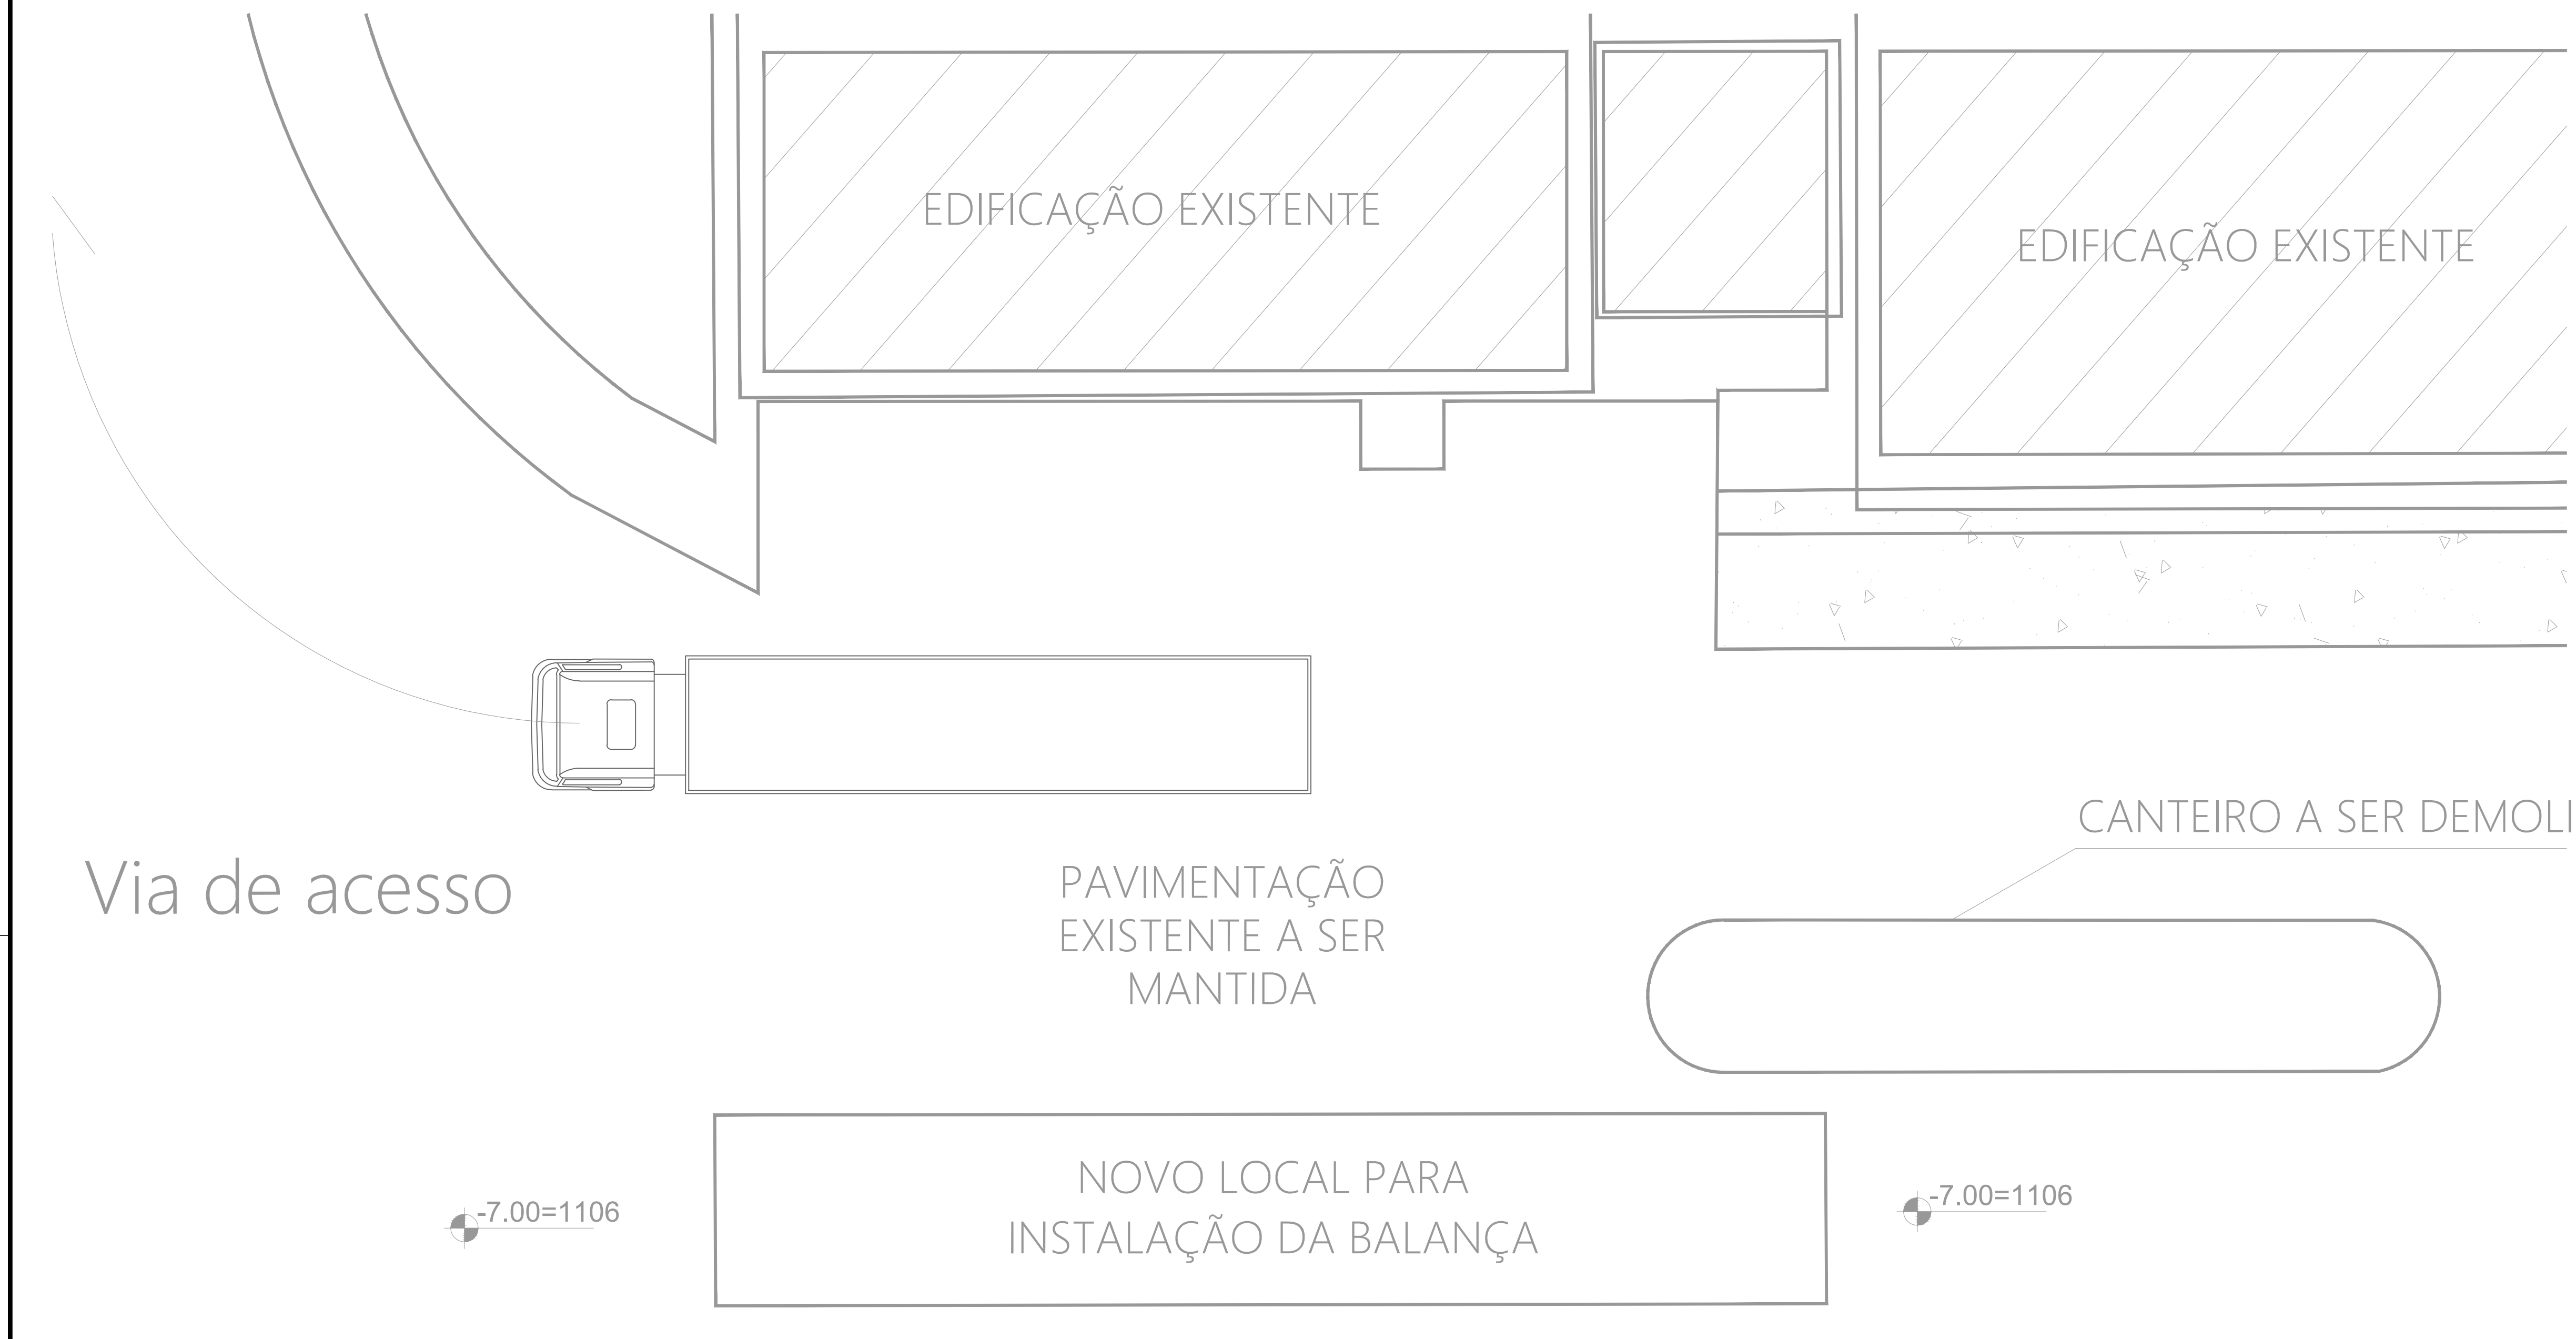 EDIFICAÇÃO EXISTENTE
EDIFICAÇÃO EXISTENTE
CANTEIRO A SER DEMOLI
Via de acesso
PAVIMENTAÇÃO
EXISTENTE A SER
MANTIDA
NOVO LOCAL PARA
INSTALAÇÃO DA BALANÇA
-7.00=1106
-7.00=1106